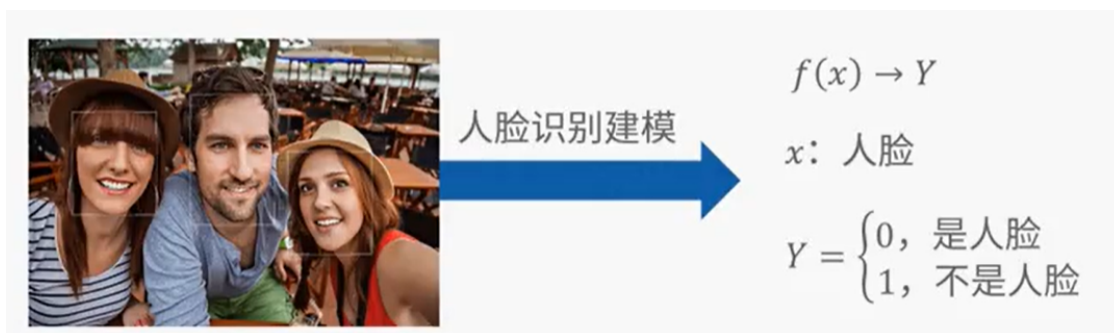 人脸识别建模
f(x) → Y
x：人脸
Y = {0，是人脸
1，不是人脸